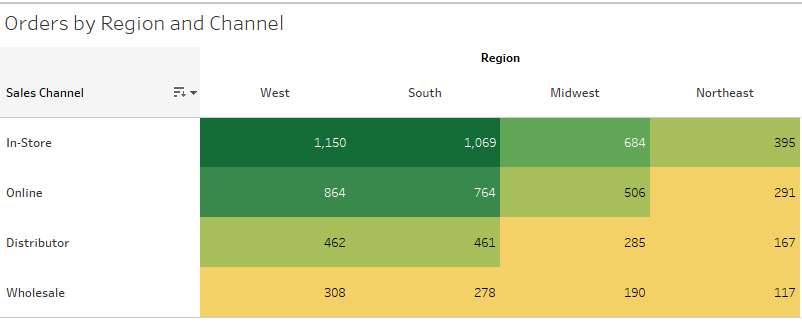 Orders by Region and Channel
Region
Sales Channel West South Midwest Northeast
In-Store 1,150 1,069 684 395
Online 864 764 506 291
Distributor 462 461 285 167
Wholesale 308 278 190 117